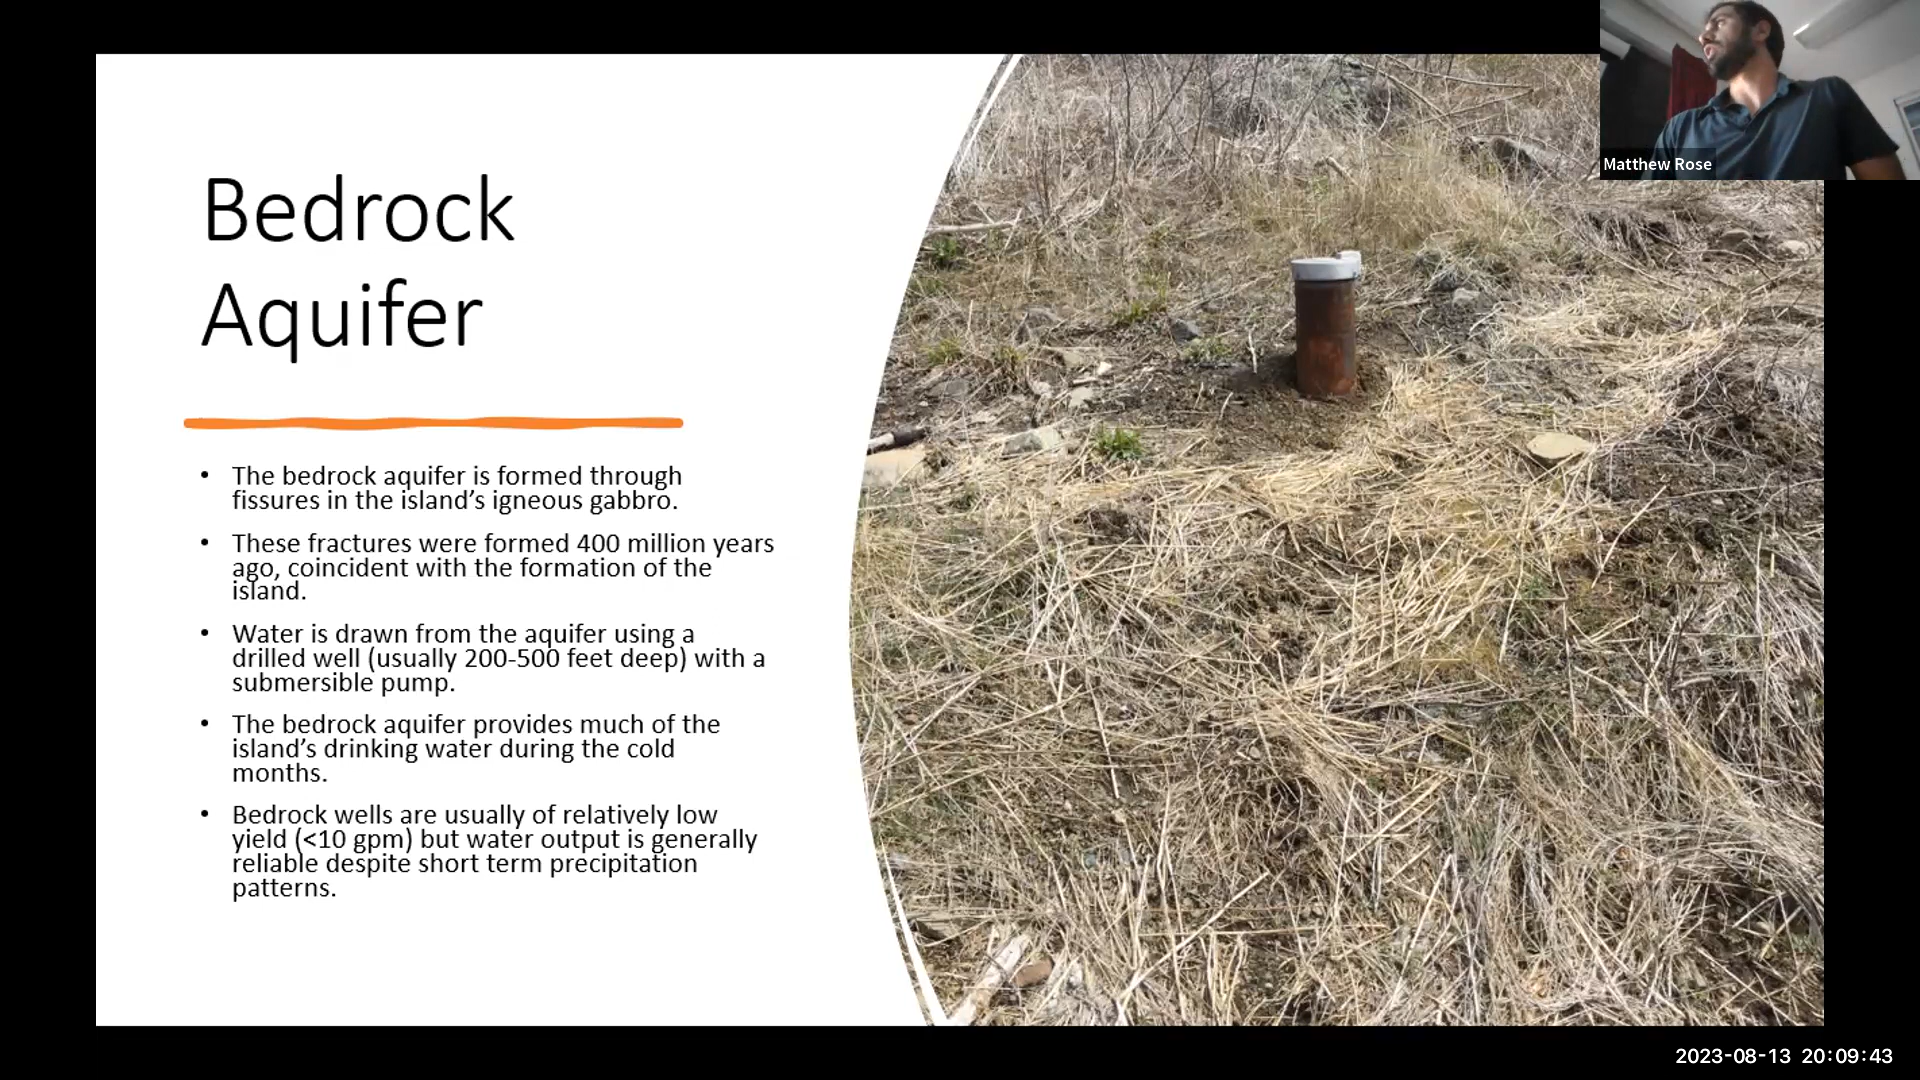 Matthew Rose
Bedrock
Aquifer
• The bedrock aquifer is formed through
fissures in the island’s igneous gabbro.
• These fractures were formed 400 million years
ago, coincident with the formation of the
island.
• Water is drawn from the aquifer using a
drilled well (usually 200-500 feet deep) with a
submersible pump.
• The bedrock aquifer provides much of the
island’s drinking water during the cold
months.
• Bedrock wells are usually of relatively low
yield (<10 gpm) but water output is generally
reliable despite short term precipitation
patterns.
2023-08-13 20:09:43